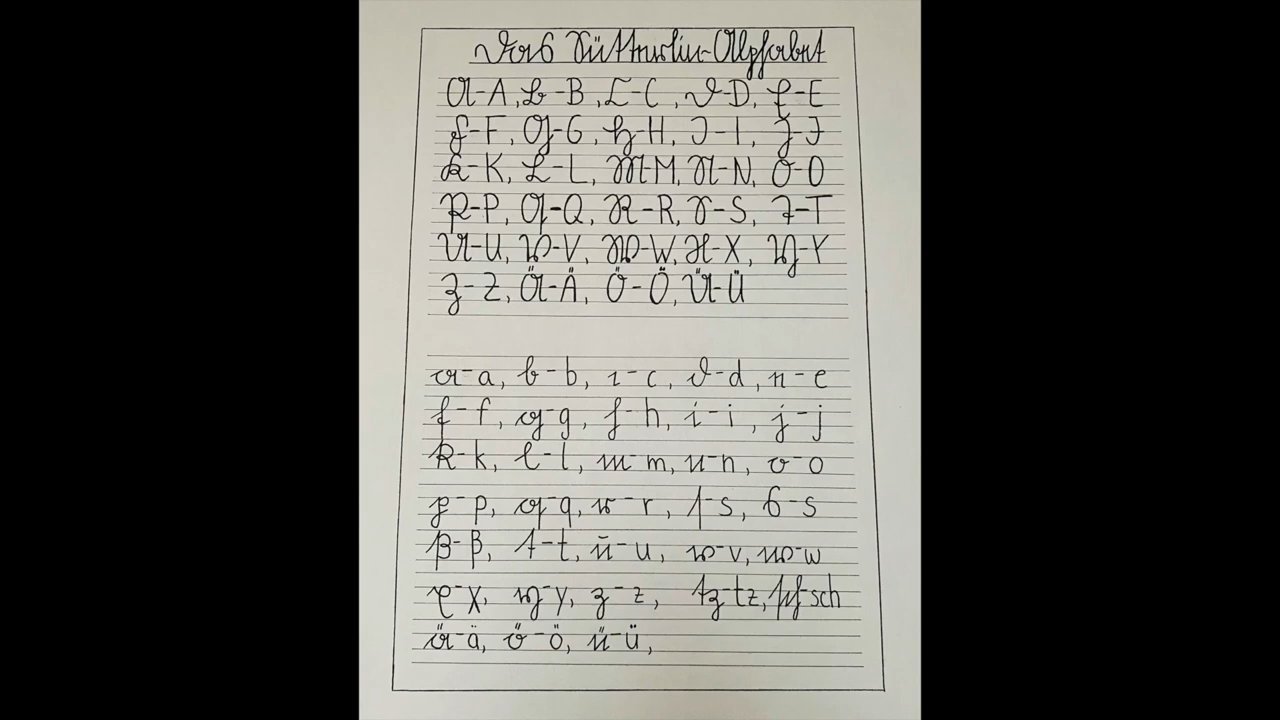 Das Sütterlin-Alphabet
A-A, B-B, C-C, D-D, E-E
F-F, G-G, H-H, I-I, J-J
K-K, L-L, M-M, N-N, O-O
P-P, Q-Q, R-R, S-S, T-T
U-U, V-V, W-W, X-X, Y-Y
Z-Z, Ä-Ä, Ö-Ö, Ü-Ü
a-a, b-b, c-c, d-d, e-e
f-f, g-g, h-h, i-i, j-j
k-k, l-l, m-m, n-n, o-o
p-p, q-q, r-r, ſ-s, s-s
ß-ß, t-t, u-u, v-v, w-w
x-x, y-y, z-z, tz-tz, sch-sch
ä-ä, ö-ö, ü-ü,